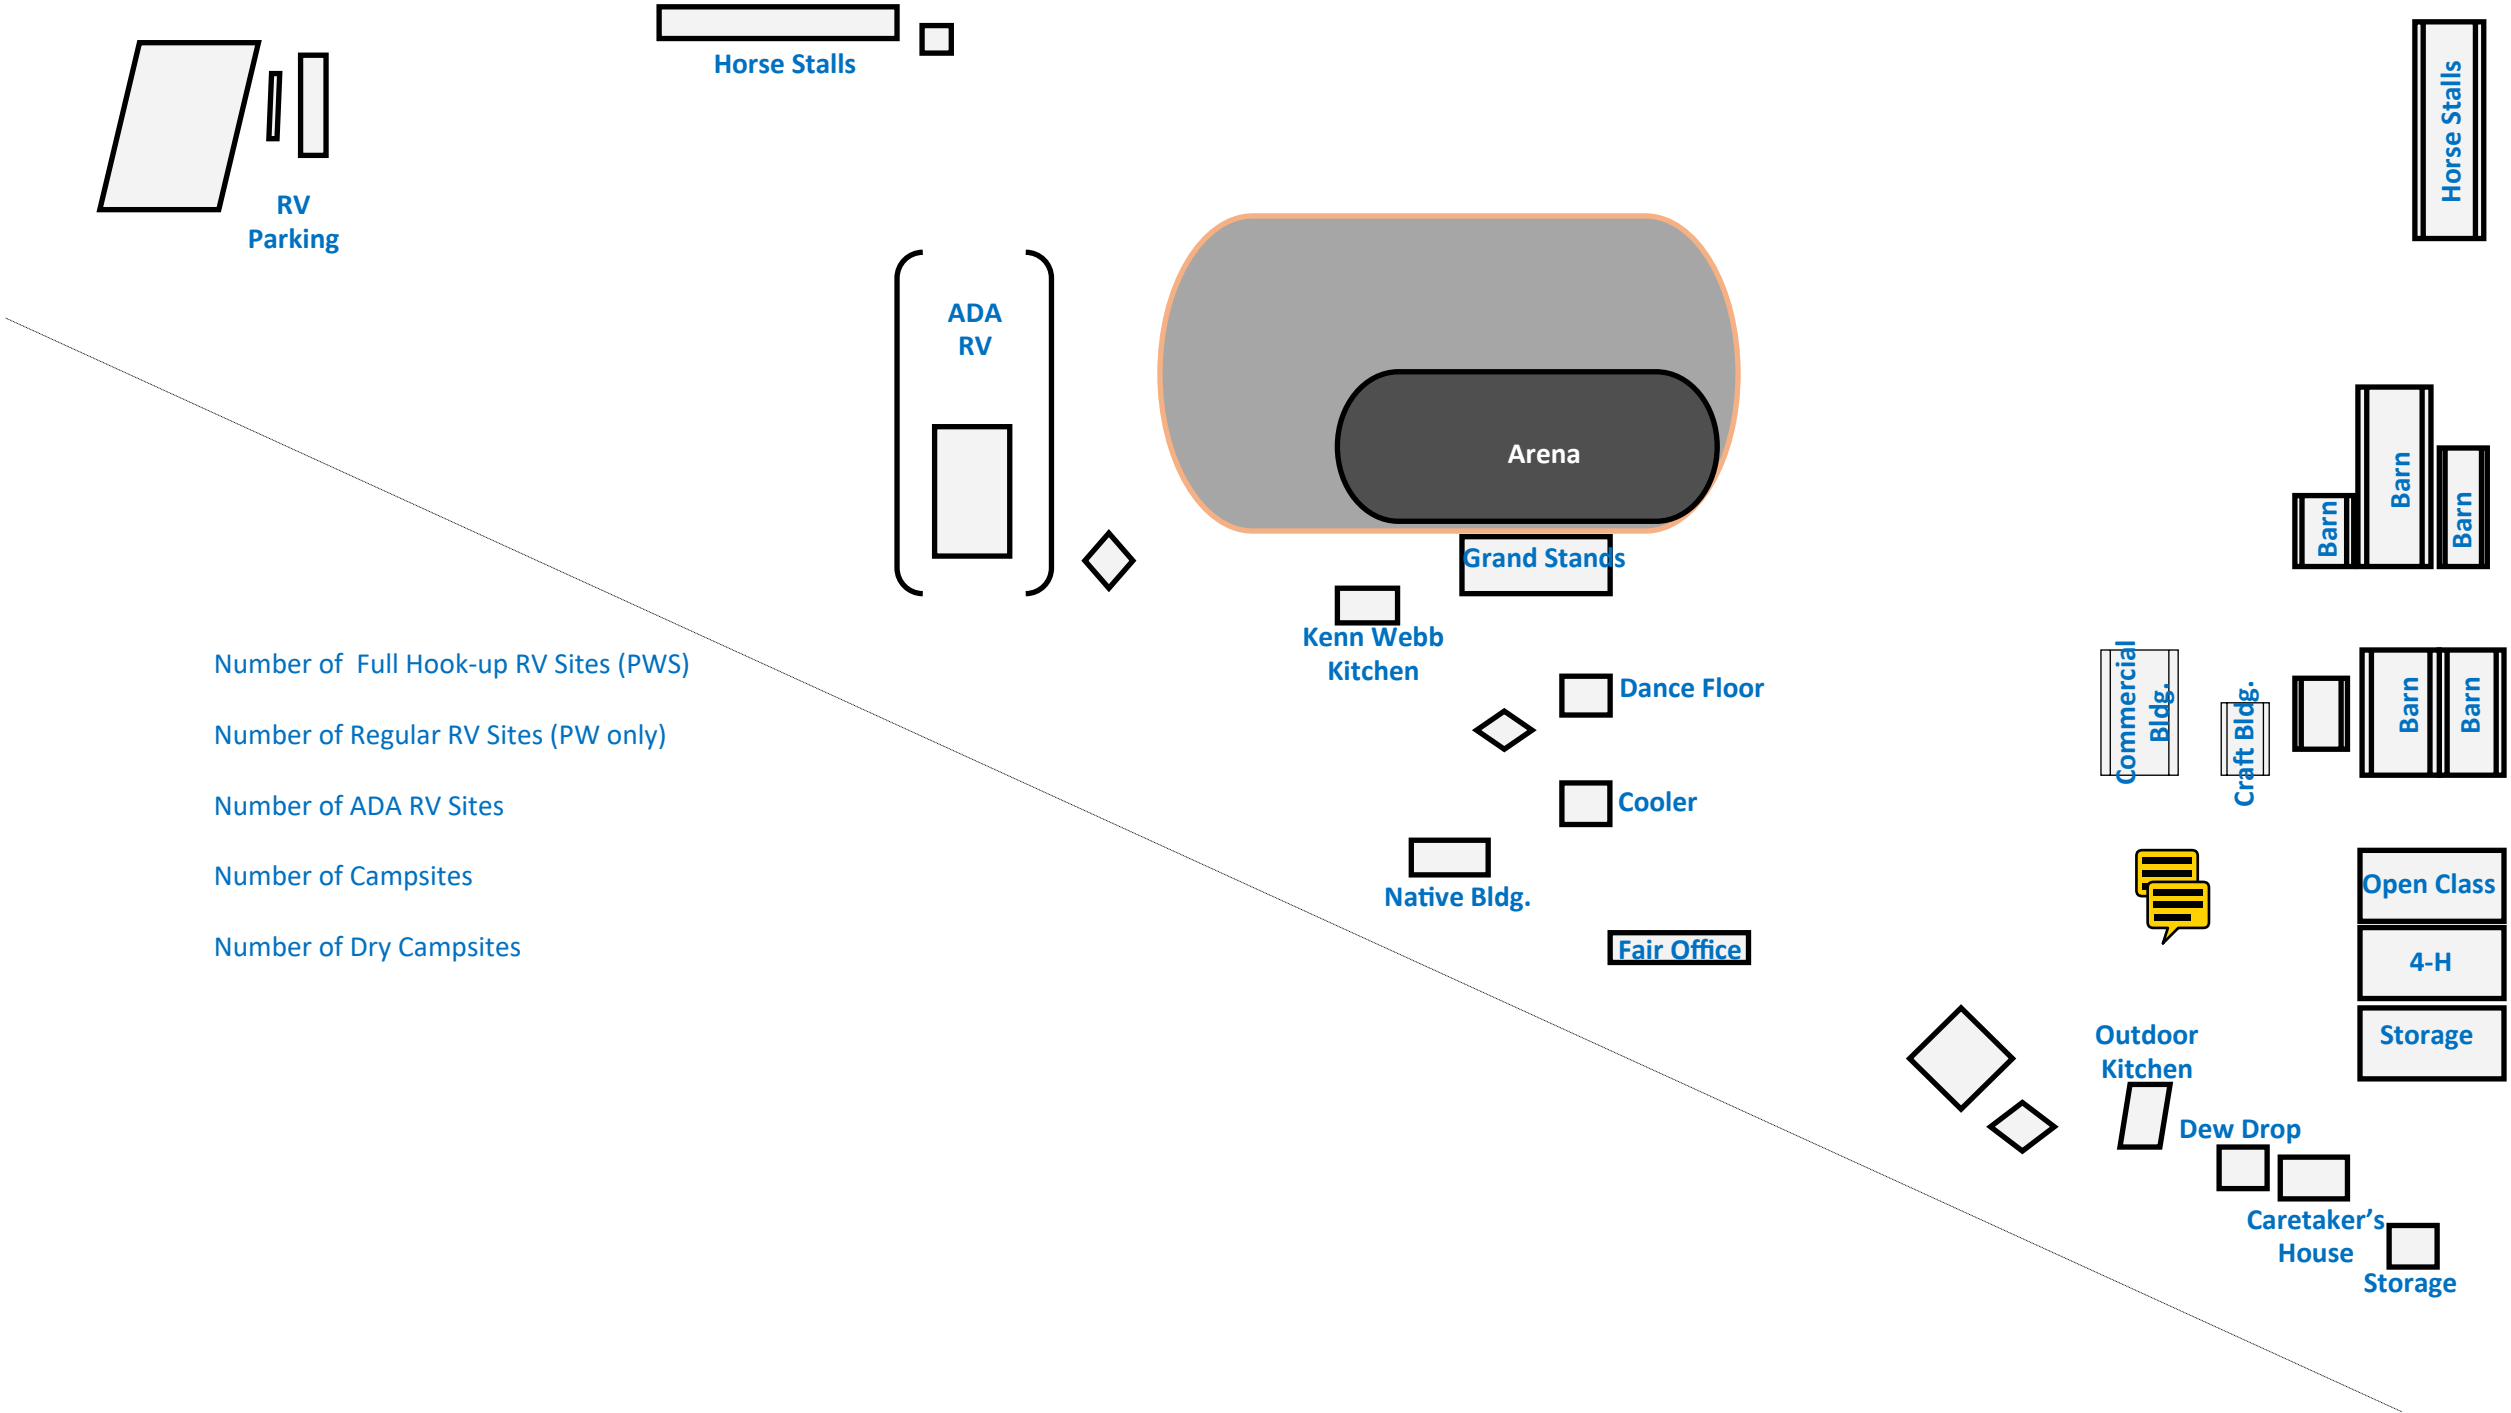 Horse Stalls
Horse Stalls
RV
Parking
ADA
RV
Arena
Barn
Barn
Barn
Grand Stands
Kenn Webb
Kitchen
Number of  Full Hook-up RV Sites (PWS)
Number of Regular RV Sites (PW only)
Number of ADA RV Sites
Number of Campsites
Number of Dry Campsites
Dance Floor
Commercial
Bldg.
Craft Bldg.
Barn
Barn
Cooler
Native Bldg.
Open Class
Fair Office
4-H
Storage
Outdoor
Kitchen
Dew Drop
Caretaker’s
House
Storage